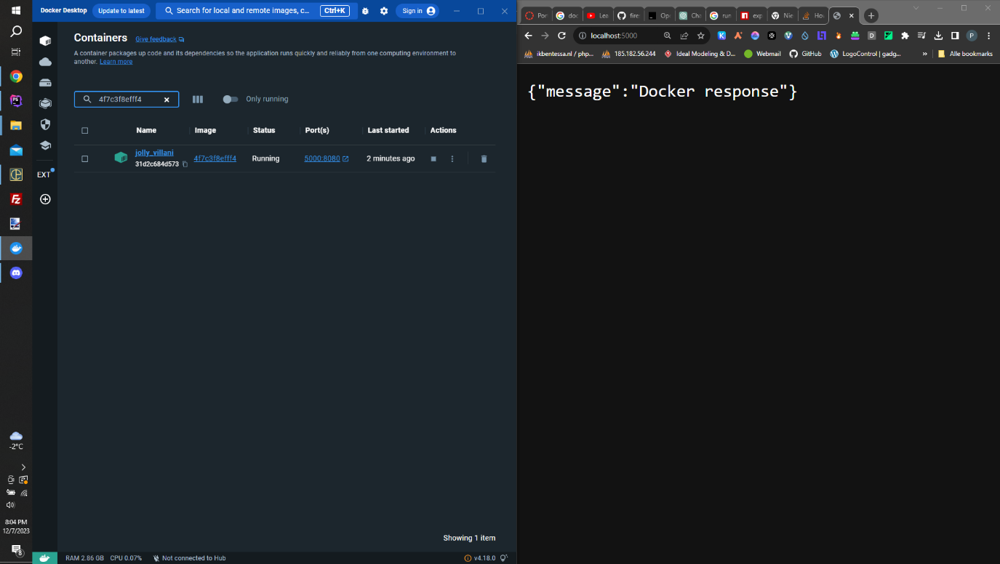 Docker Desktop
Update to latest
Search for local and remote images, c...
Ctrl+K
Sign in
Containers
Give feedback
A container packages up code and its dependencies so the application runs quickly and reliably from one computing environment to
another. Learn more
4f7c3f8efff4
Only running
Name Image Status Port(s) Last started Actions
jolly_villani
31d2c684d573
4f7c3f8efff4 Running 5000:8080 2 minutes ago
EXT
PS
Fz
-2°C
8:04 PM
12/7/2023
8
Showing 1 item
RAM 2.86 GB CPU 0.07% Not connected to Hub
v4.18.0
Por
doc
Lea
fire
Op
Cha
run
exp
Nie
Hov
localhost:5000
P
ikbentessa.nl / php...
185.182.56.244
Ideal Modeling & D...
Webmail
GitHub
LogoControl | gadg...
»
Alle bookmarks
{"message":"Docker response"}